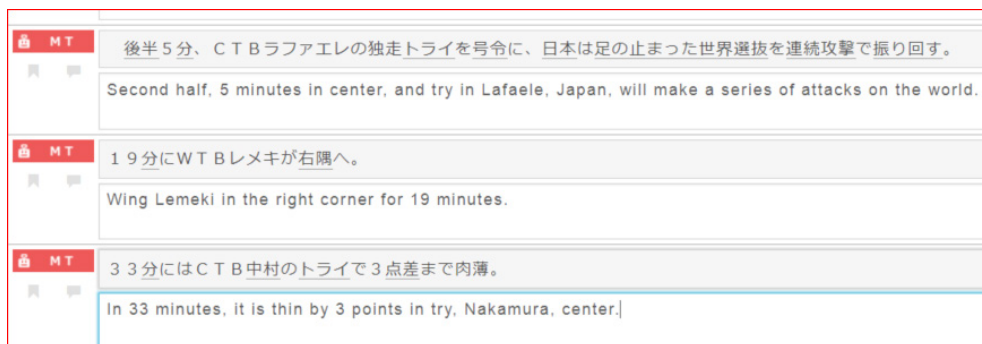 MT
後半５分、ＣＴＢラファエレの独走トライを号令に、日本は足の止まった世界選抜を連続攻撃で振り回す。
Second half, 5 minutes in center, and try in Lafaele, Japan, will make a series of attacks on the world.
MT
１９分にＷＴＢレメキが右隅へ。
Wing Lemeki in the right corner for 19 minutes.
MT
３３分にはＣＴＢ中村のトライで３点差まで肉薄。
In 33 minutes, it is thin by 3 points in try, Nakamura, center.